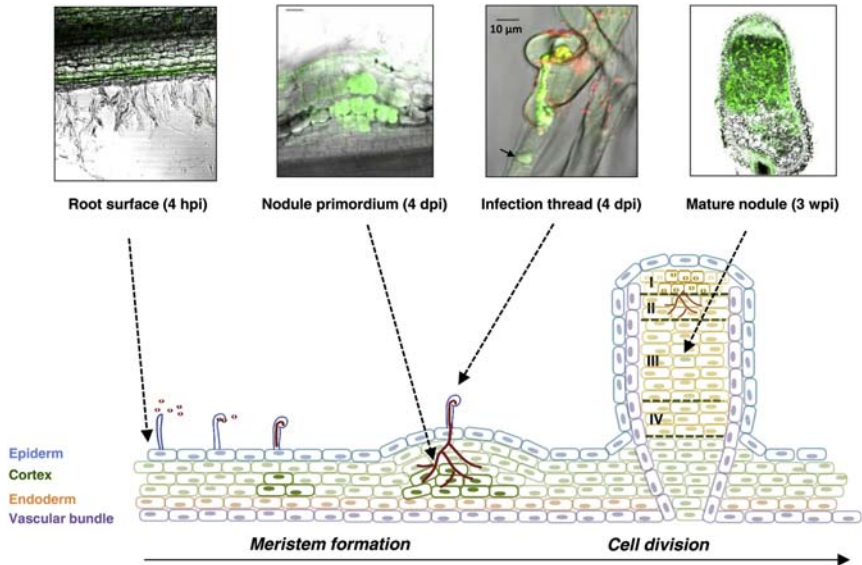 10 µm
Root surface (4 hpi)
Nodule primordium (4 dpi)
Infection thread (4 dpi)
Mature nodule (3 wpi)
I
II
III
IV
Epiderm
Cortex
Endoderm
Vascular bundle
Meristem formation
Cell division